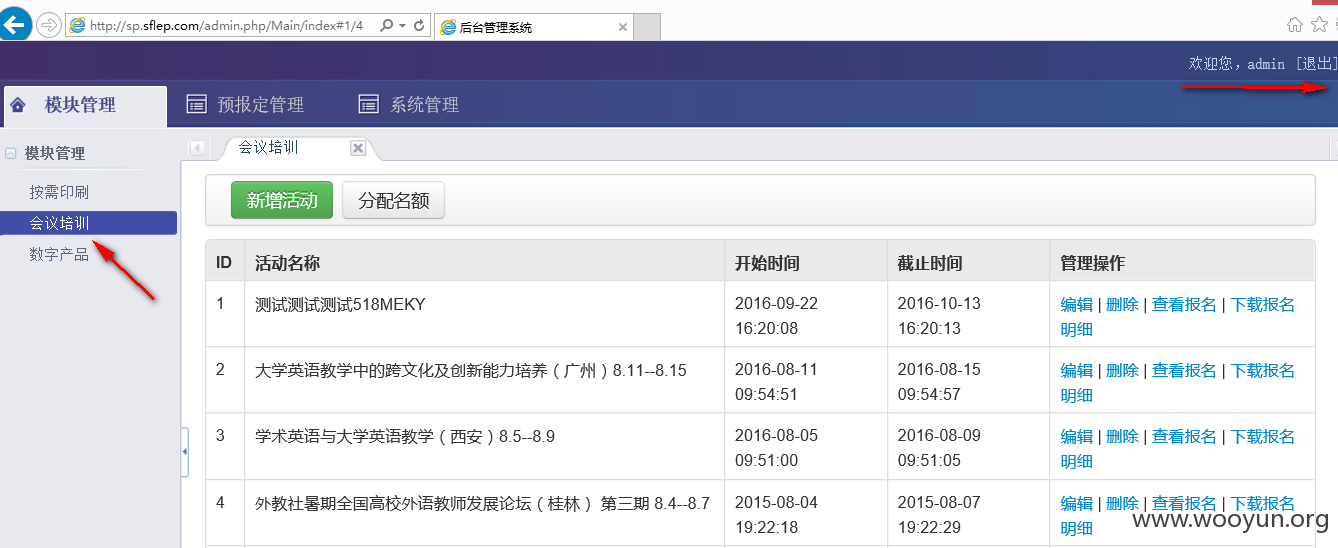 http://sp.sflep.com/admin.php/Main/index#1/4
后台管理系统
欢迎您，admin [退出]
模块管理
预报定管理
系统管理
模块管理
会议培训
按需印刷
会议培训
数字产品
新增活动
分配名额
ID 活动名称 开始时间 截止时间 管理操作
1 测试测试测试518MEKY 2016-09-22 2016-10-13 编辑 | 删除 | 查看报名 | 下载报名
16:20:08 16:20:13 明细
2 大学英语教学中的跨文化及创新能力培养（广州）8.11--8.15 2016-08-11 2016-08-15 编辑 | 删除 | 查看报名 | 下载报名
09:54:51 09:54:57 明细
3 学术英语与大学英语教学（西安）8.5--8.9 2016-08-05 2016-08-09 编辑 | 删除 | 查看报名 | 下载报名
09:51:00 09:51:05 明细
4 外教社暑期全国高校外语教师发展论坛（桂林） 第三期 8.4--8.7 2015-08-04 2015-08-07 编辑 | 删除 | 查看报名 | 下载报名
19:22:18 19:22:29 明细
www.wooyun.org